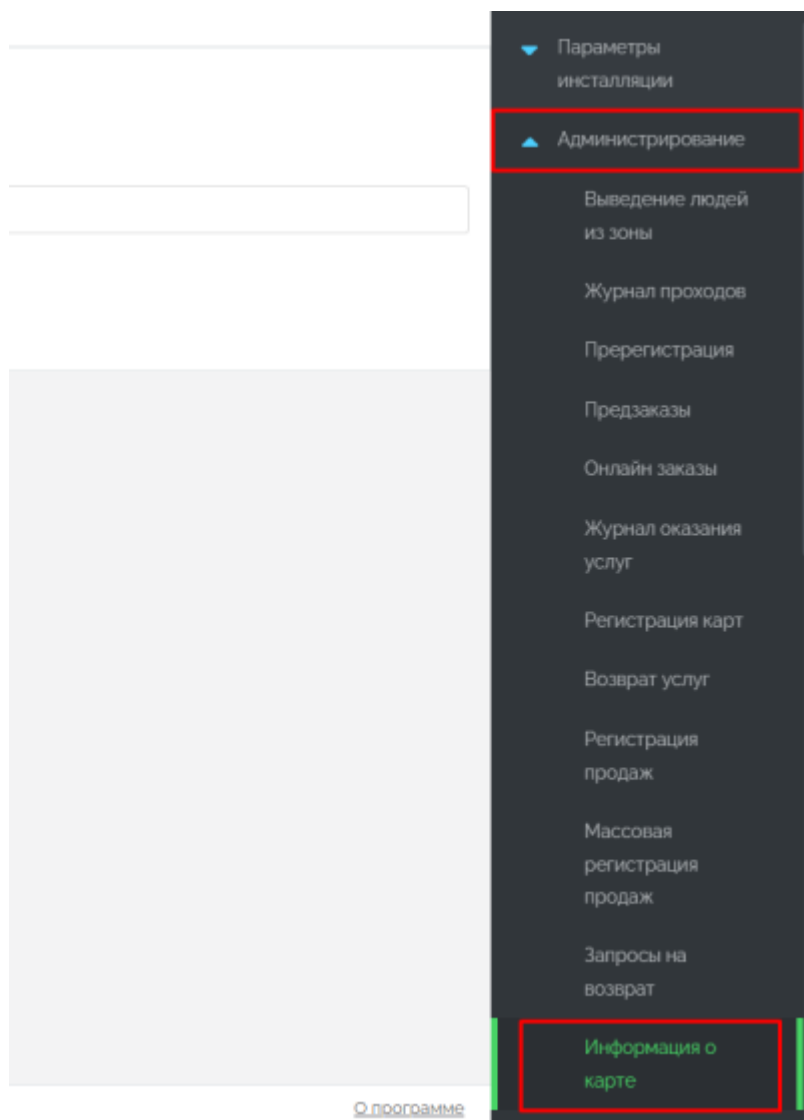 Параметры
инсталляции
Администрирование
Выведение людей
из зоны
Журнал проходов
Пререгистрация
Предзаказы
Онлайн заказы
Журнал оказания
услуг
Регистрация карт
Возврат услуг
Регистрация
продаж
Массовая
регистрация
продаж
Запросы на
возврат
Информация о
карте
О программе